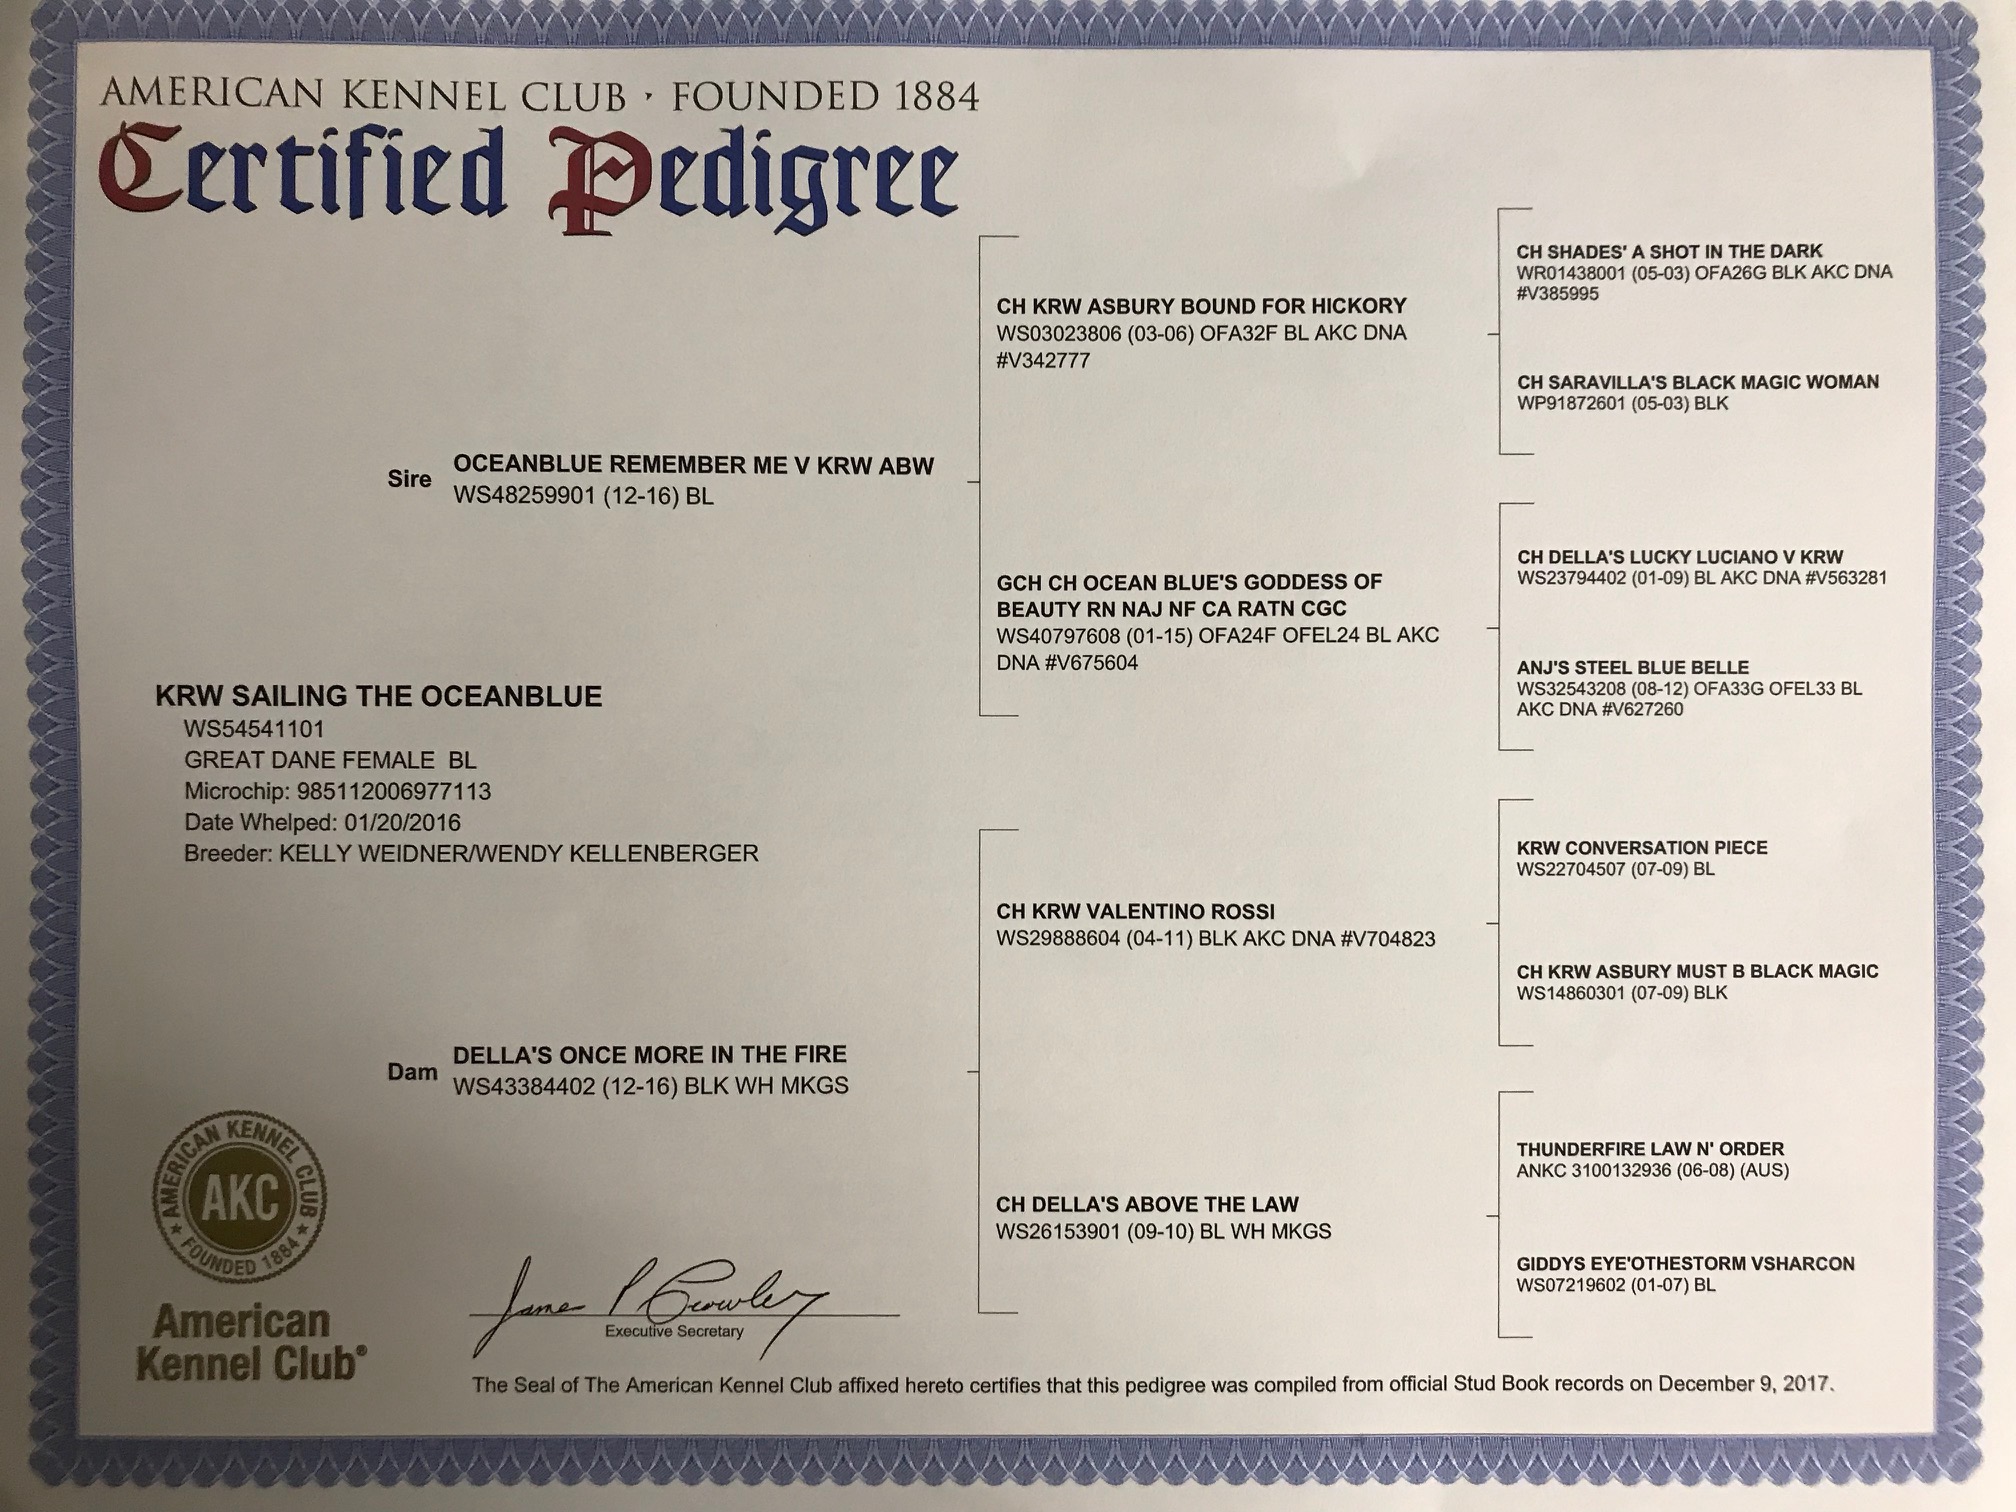 AMERICAN KENNEL CLUB · FOUNDED 1884
Certified Pedigree
CH SHADES' A SHOT IN THE DARK
WR01438001 (05-03) OFA26G BLK AKC DNA
#V385995
CH KRW ASBURY BOUND FOR HICKORY
WS03023806 (03-06) OFA32F BL AKC DNA
#V342777
CH SARAVILLA'S BLACK MAGIC WOMAN
WP91872601 (05-03) BLK
Sire
OCEANBLUE REMEMBER ME V KRW ABW
WS48259901 (12-16) BL
CH DELLA'S LUCKY LUCIANO V KRW
WS23794402 (01-09) BL AKC DNA #V563281
GCH CH OCEAN BLUE'S GODDESS OF
BEAUTY RN NAJ NF CA RATN CGC
WS40797608 (01-15) OFA24F OFEL24 BL AKC
DNA #V675604
ANJ'S STEEL BLUE BELLE
WS32543208 (08-12) OFA33G OFEL33 BL
AKC DNA #V627260
KRW SAILING THE OCEANBLUE
WS54541101
GREAT DANE FEMALE BL
Microchip: 985112006977113
Date Whelped: 01/20/2016
Breeder: KELLY WEIDNER/WENDY KELLENBERGER
KRW CONVERSATION PIECE
WS22704507 (07-09) BL
CH KRW VALENTINO ROSSI
WS29888604 (04-11) BLK AKC DNA #V704823
CH KRW ASBURY MUST B BLACK MAGIC
WS14860301 (07-09) BLK
Dam
DELLA'S ONCE MORE IN THE FIRE
WS43384402 (12-16) BLK WH MKGS
THUNDERFIRE LAW N' ORDER
ANKC 3100132936 (06-08) (AUS)
CH DELLA'S ABOVE THE LAW
WS26153901 (09-10) BL WH MKGS
GIDDYS EYE'OTHESTORM VSHARCON
WS07219602 (01-07) BL
AMERICAN KENNEL CLUB
AKC
★ FOUNDED 1884 ★
American
Kennel Club®
James P Crowley
Executive Secretary
The Seal of The American Kennel Club affixed hereto certifies that this pedigree was compiled from official Stud Book records on December 9, 2017.